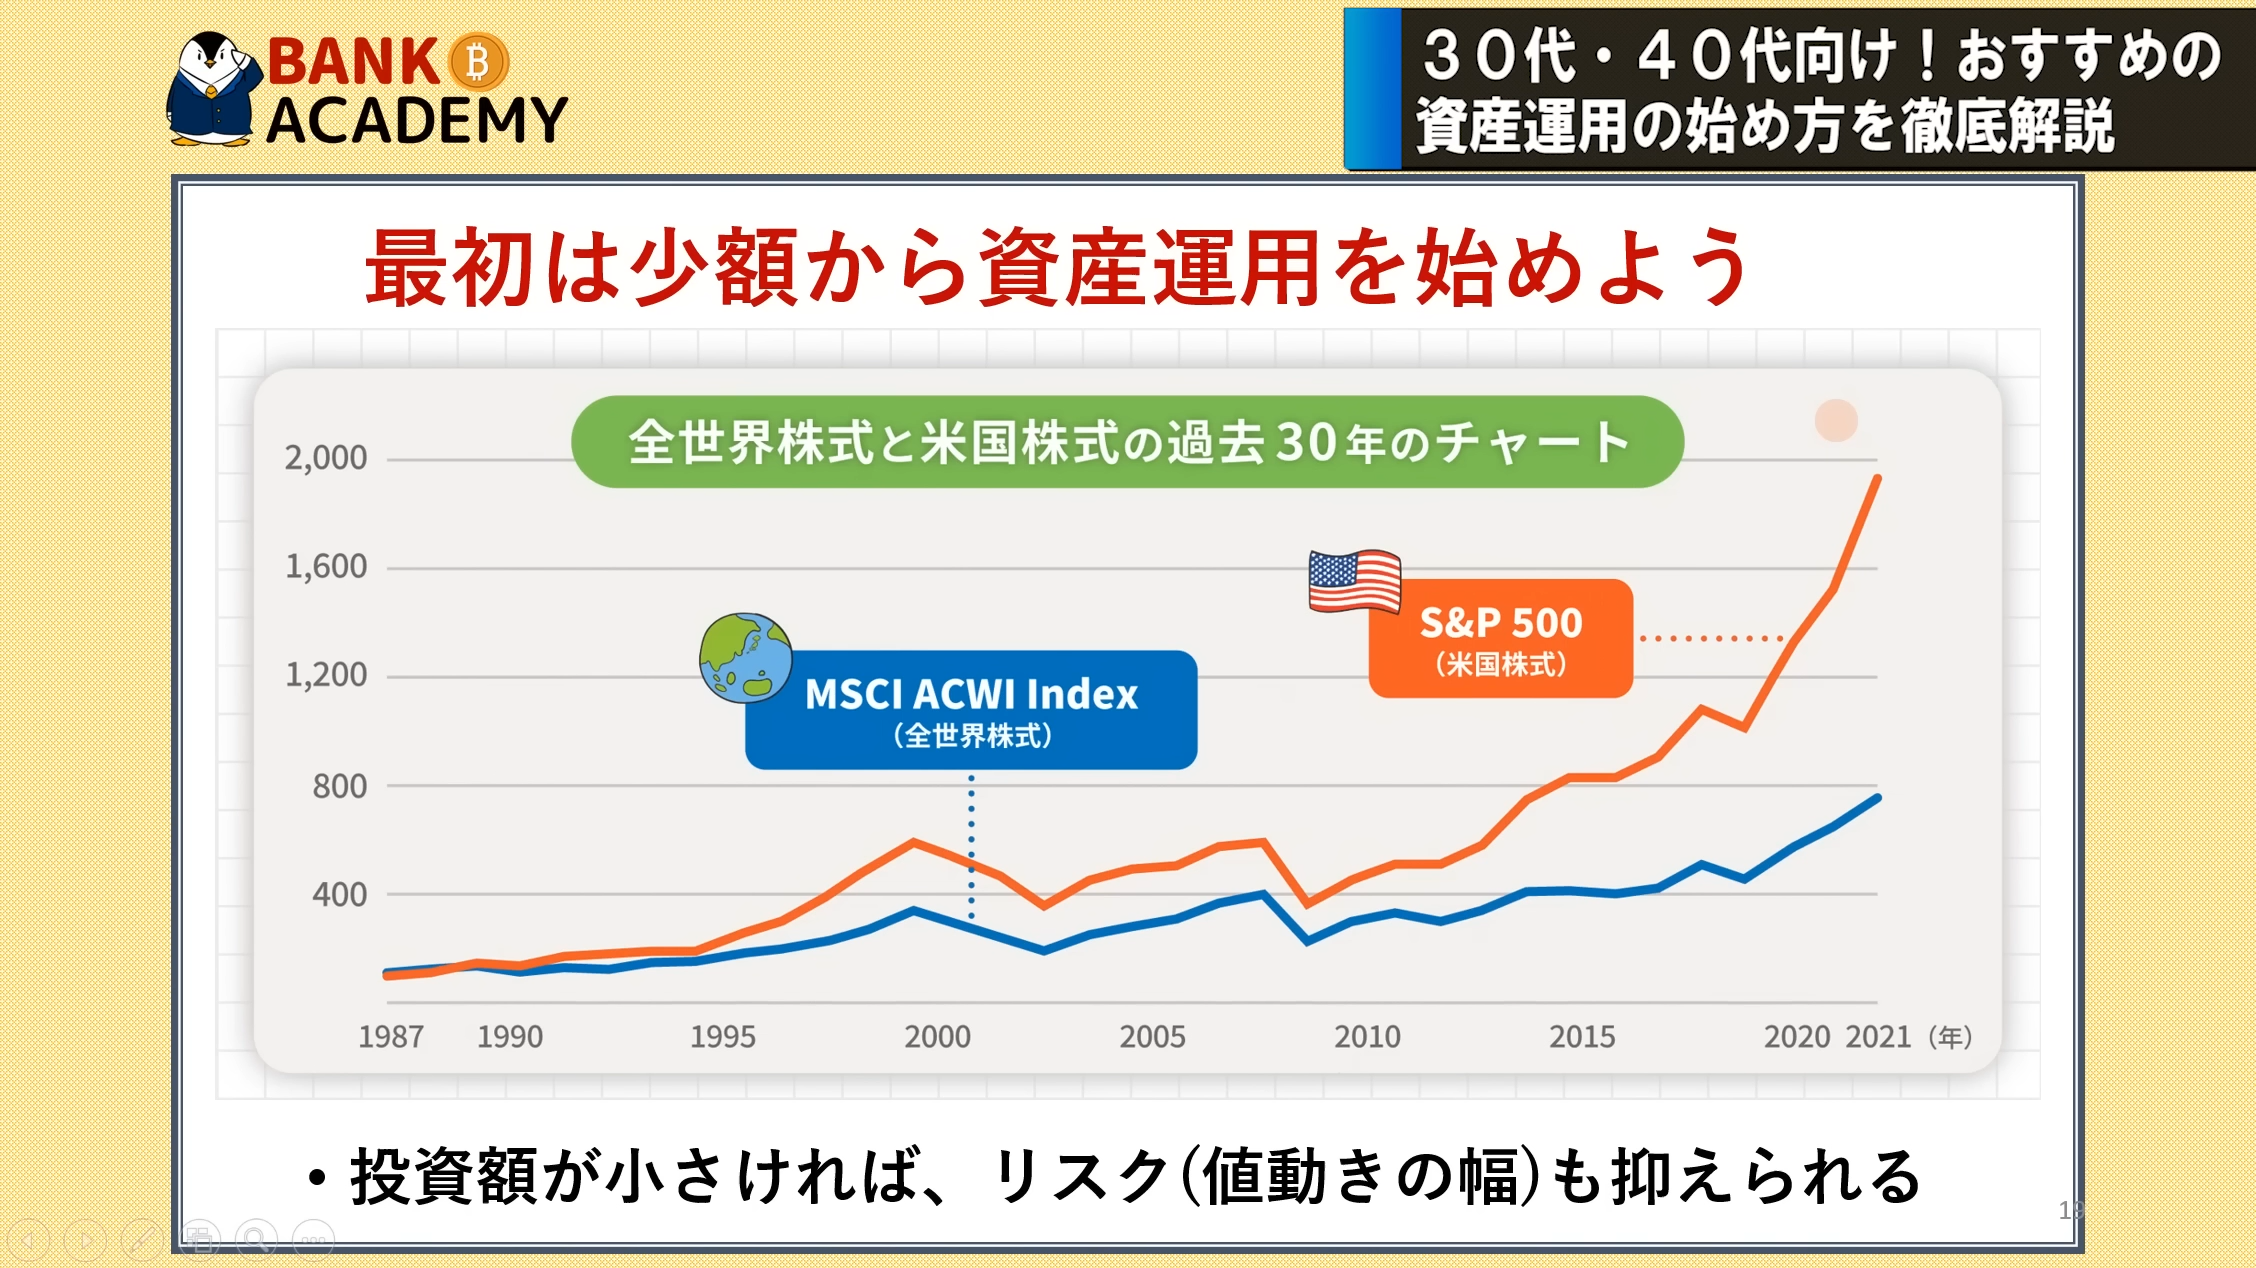 BANK
ACADEMY
30代・40代向け！おすすめの
資産運用の始め方を徹底解説
最初は少額から資産運用を始めよう
全世界株式と米国株式の過去30年のチャート
2,000
1,600
1,200
800
400
S&P 500
（米国株式）
MSCI ACWI Index
（全世界株式）
1987 1990 1995 2000 2005 2010 2015 2020 2021（年）
・投資額が小さければ、リスク(値動きの幅)も抑えられる
19